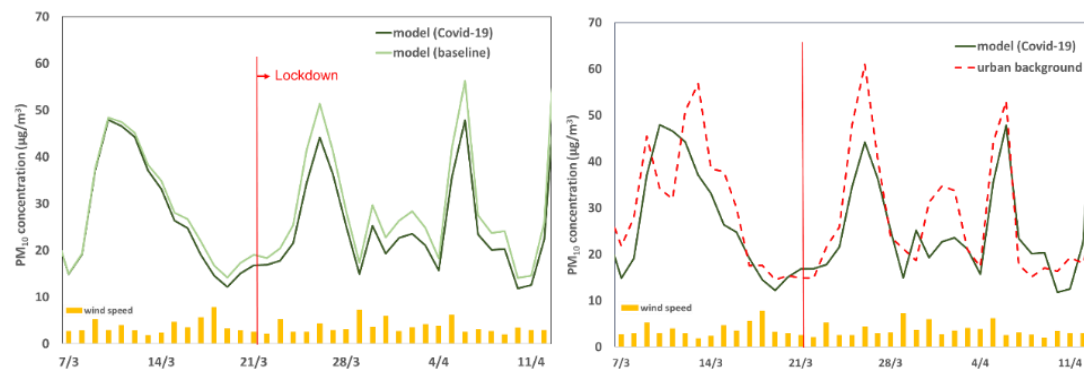 70
60
50
40
30
20
10
0
PM₁₀ concentration (µg/m³)
model (Covid-19)
model (baseline)
Lockdown
wind speed
7/3 14/3 21/3 28/3 4/4 11/4
70
60
50
40
30
20
10
0
PM₁₀ concentration (µg/m³)
model (Covid-19)
urban background
wind speed
7/3 14/3 21/3 28/3 4/4 11/4